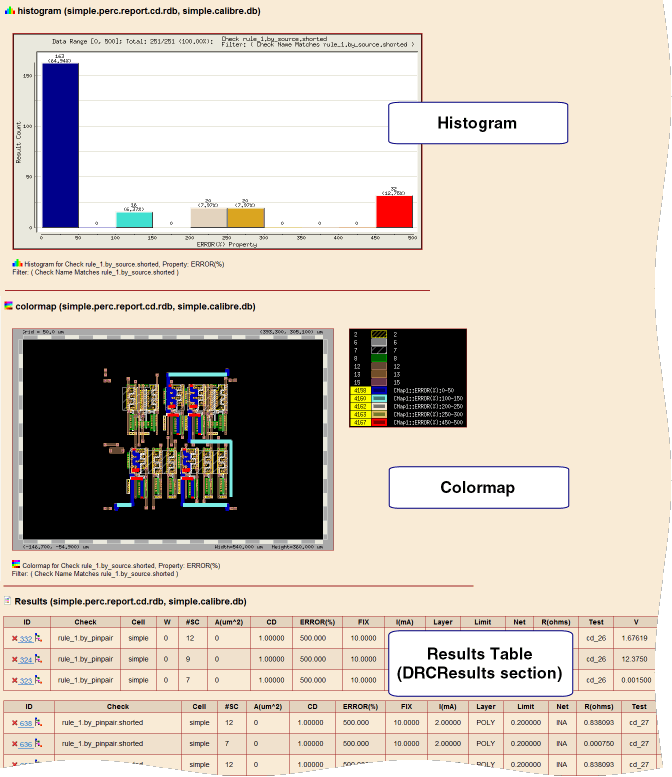 histogram (simple.perc.report.cd.rdb, simple.calibre.db)
Data Range [0, 500]; Total: 251/251 (100.00%): Check rule_1.by_source.shorted
Filter: ( Check Name Matches rule_1.by_source.shorted )
163
(64.94%)
16
(6.37%)
20
(7.97%)
20
(7.97%)
32
(12.75%)
0 0 0 0 0
150
100
50
0
Result Count
0 50 100 150 200 250 300 350 400 450 500
ERROR(%) Property
Histogram
Histogram for Check rule_1.by_source.shorted, Property: ERROR(%)
Filter: ( Check Name Matches rule_1.by_source.shorted )
colormap (simple.perc.report.cd.rdb, simple.calibre.db)
Grid = 50.0 um (393.300, 305.100) um
(-146.700, -54.900) um Width=540.000 um Height=360.000 um
2 2
6 6
7 7
8 8
12 12
13 13
15 15
4159 CMap1::ERROR(%):0-50
4160 CMap1::ERROR(%):100-150
4162 CMap1::ERROR(%):200-250
4163 CMap1::ERROR(%):250-300
4167 CMap1::ERROR(%):450-500
Colormap
Colormap for Check rule_1.by_source.shorted, Property: ERROR(%)
Filter: ( Check Name Matches rule_1.by_source.shorted )
Results (simple.perc.report.cd.rdb, simple.calibre.db)
ID Check Cell W #SC A(um^2) CD ERROR(%) FIX I(mA) Layer Limit Net R(ohms) Test V
332 rule_1.by_pinpair simple 0 12 0 1.00000 500.000 10.0000 cd_26 1.67619
324 rule_1.by_pinpair simple 0 9 0 1.00000 500.000 10.0000 cd_26 12.3750
323 rule_1.by_pinpair simple 0 7 0 1.00000 500.000 10.0000 cd_26 0.001500
Results Table
(DRCResults section)
ID Check Cell #SC A(um^2) CD ERROR(%) FIX I(mA) Layer Limit Net R(ohms) Test
638 rule_1.by_pinpair.shorted simple 12 0 1.00000 500.000 10.0000 2.00000 POLY 0.200000 INA 0.838093 cd_27
636 rule_1.by_pinpair.shorted simple 7 0 1.00000 500.000 10.0000 2.00000 POLY 0.200000 INA 0.000750 cd_27
simple 12 0 1.00000 500.000 POLY 0.200000 INA 0.838093 cd_27